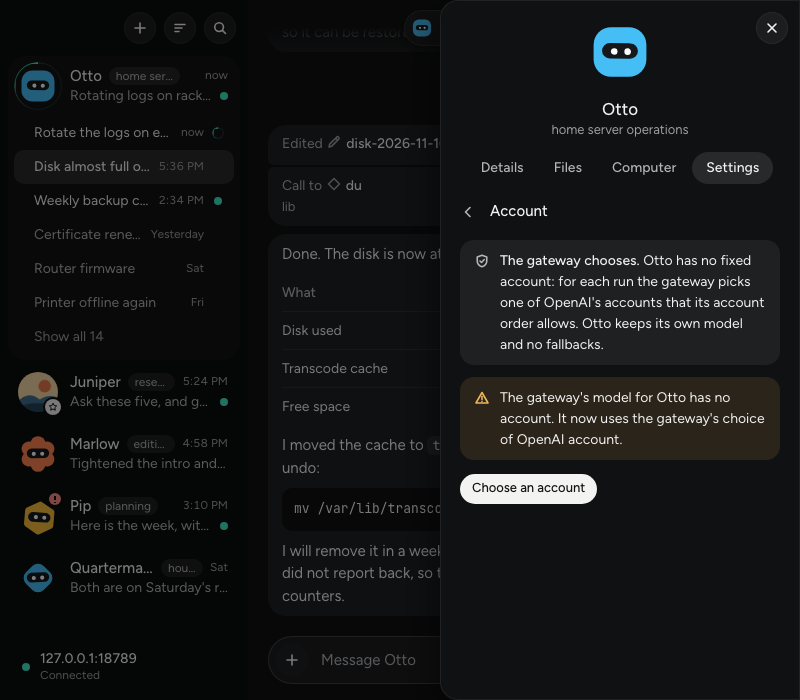 Otto home ser... now
Rotating logs on rack...
Rotate the logs on e... now
Disk almost full o... 5:36 PM
Weekly backup c... 2:34 PM
Certificate rene... Yesterday
Router firmware Sat
Printer offline again Fri
Show all 14
Juniper rese... 5:24 PM
Ask these five, and g...
Marlow editi... 4:58 PM
Tightened the intro and...
Pip planning 3:10 PM
Here is the week, wit...
Quarterma... hou... Sat
Both are on Saturday's r...
127.0.0.1:18789
Connected
so it can be restor
Edited disk-2026-11-1
Call to du
lib
Done. The disk is now at
What
Disk used
Transcode cache
Free space
I moved the cache to
undo:
mv /var/lib/transco
I will remove it in a week
did not report back, so t
counters.
Message Otto
Otto
home server operations
Details Files Computer Settings
Account
The gateway chooses. Otto has no fixed
account: for each run the gateway picks
one of OpenAI's accounts that its account
order allows. Otto keeps its own model
and no fallbacks.
The gateway's model for Otto has no
account. It now uses the gateway's choice
of OpenAI account.
Choose an account